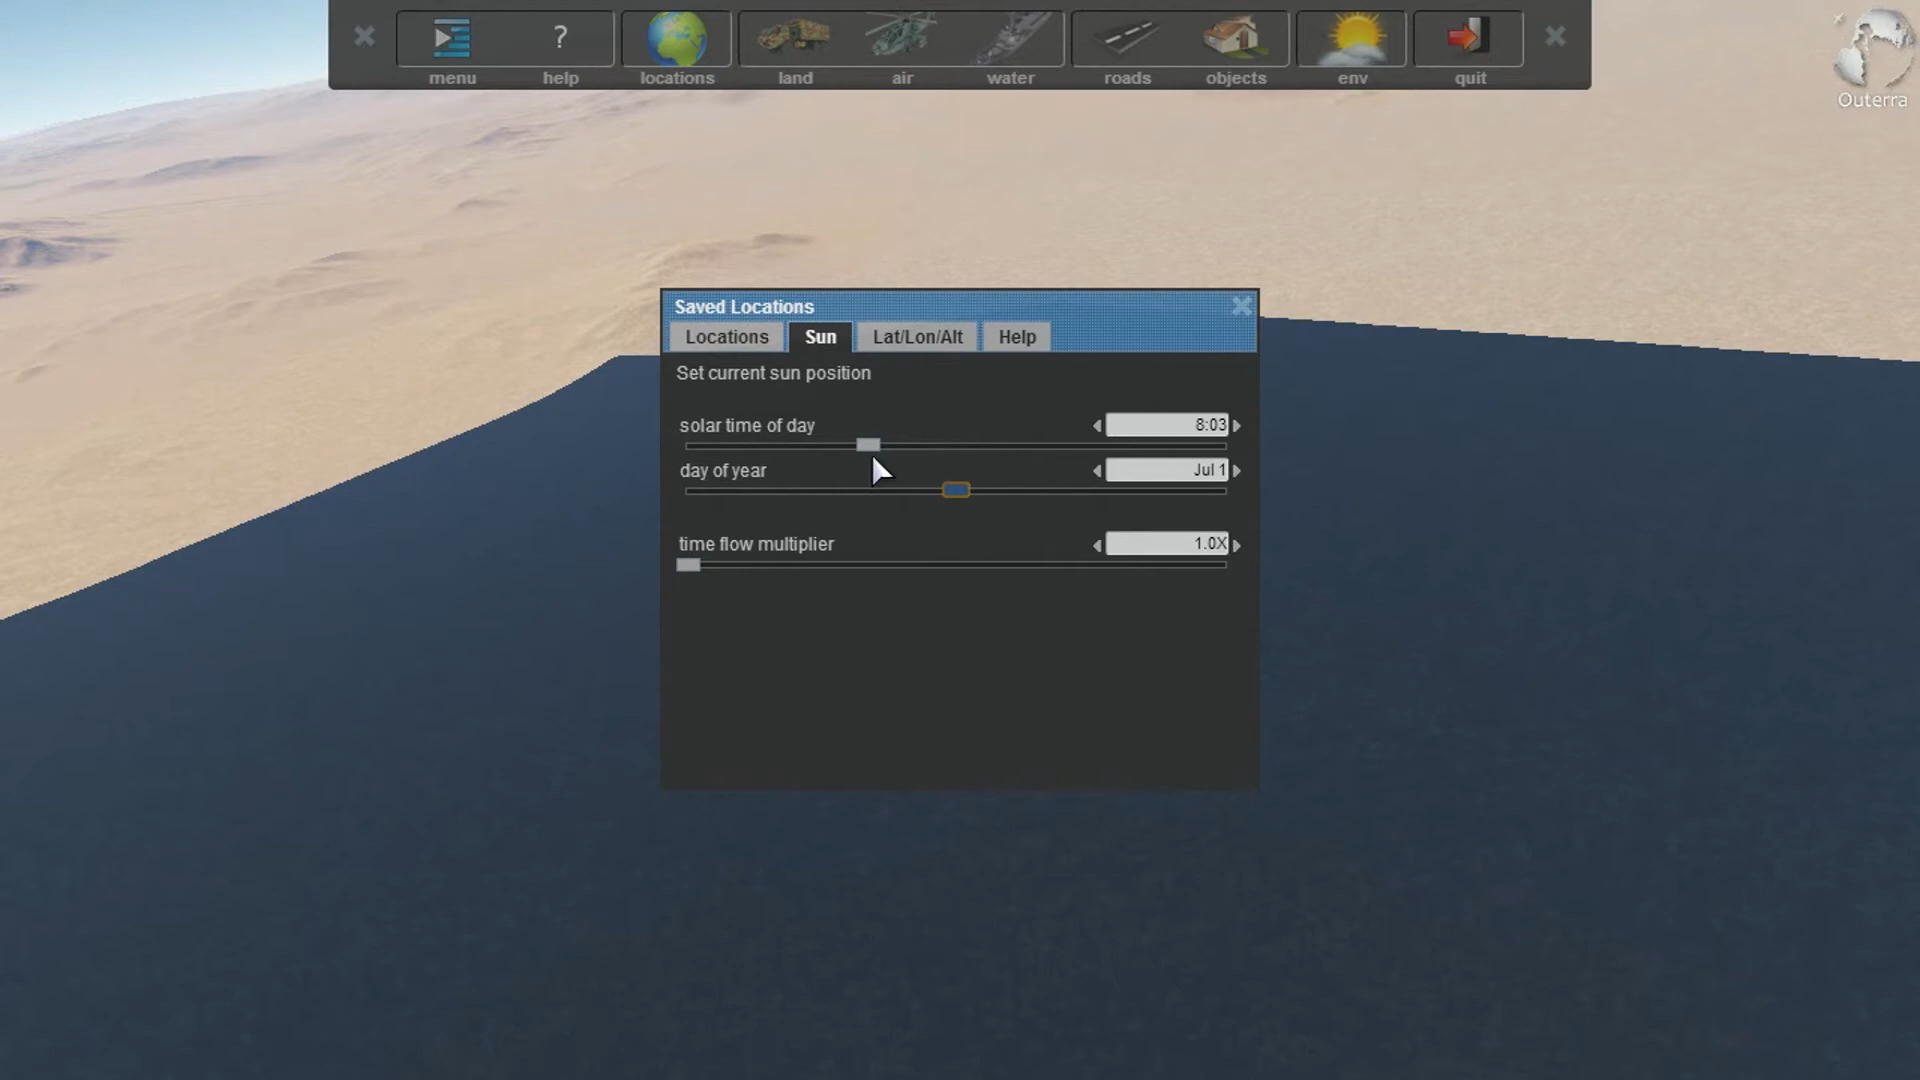 menu help locations land air water roads objects env quit
Outerra
Saved Locations
Locations Sun Lat/Lon/Alt Help
Set current sun position
solar time of day 8:03
day of year Jul 1
time flow multiplier 1.0X